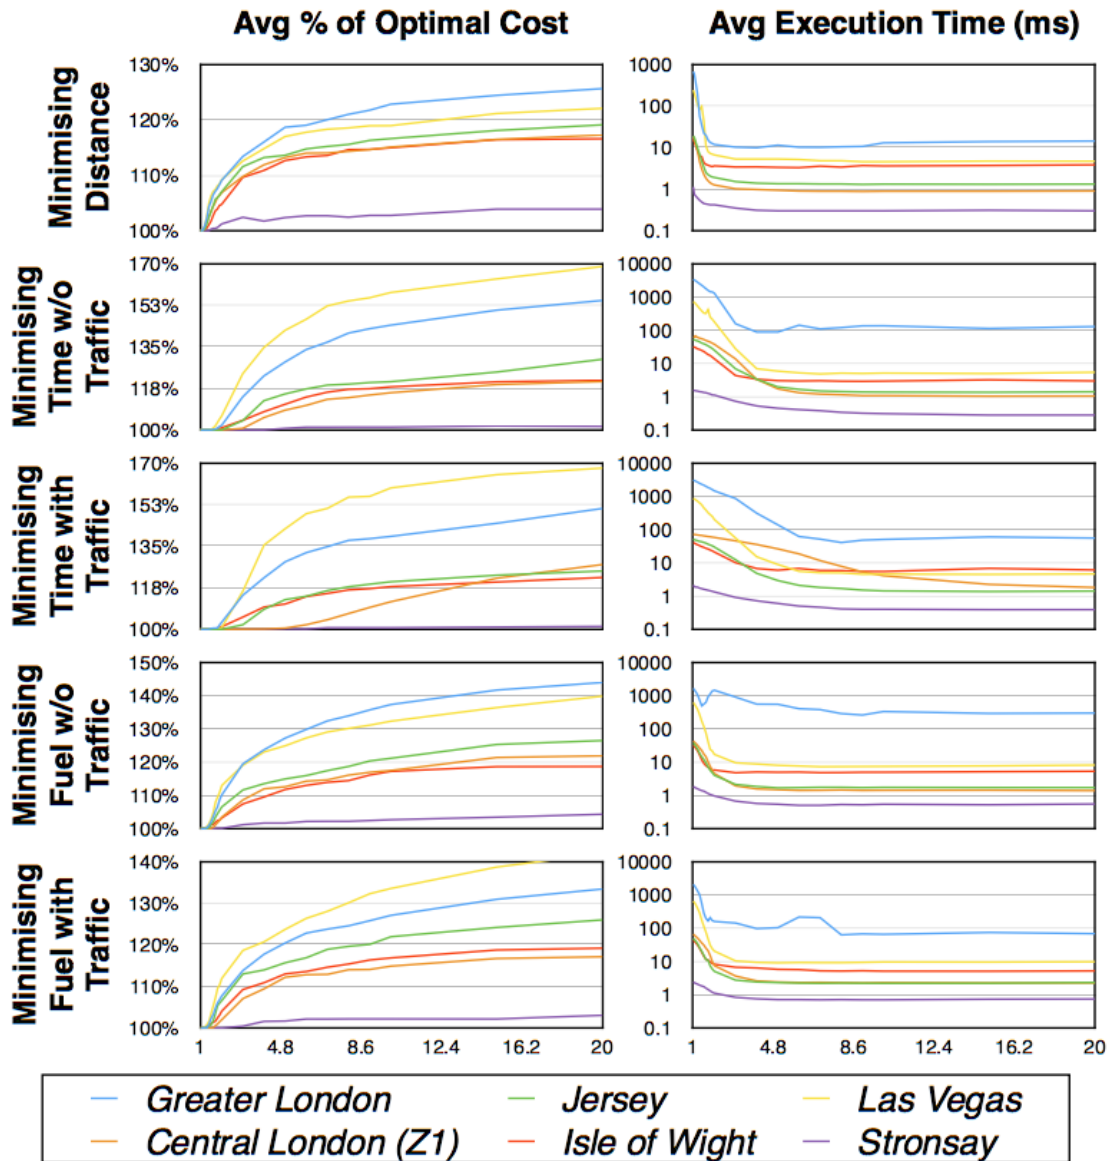 Avg % of Optimal Cost
Avg Execution Time (ms)
Minimising
Distance
130%
120%
110%
100%
1000
100
10
1
0.1
Minimising
Time w/o
Traffic
170%
153%
135%
118%
100%
10000
1000
100
10
1
0.1
Minimising
Time with
Traffic
170%
153%
135%
118%
100%
10000
1000
100
10
1
0.1
Minimising
Fuel w/o
Traffic
150%
140%
130%
120%
110%
100%
10000
1000
100
10
1
0.1
Minimising
Fuel with
Traffic
140%
130%
120%
110%
100%
10000
1000
100
10
1
0.1
1 4.8 8.6 12.4 16.2 20
1 4.8 8.6 12.4 16.2 20
Greater London Jersey Las Vegas
Central London (Z1) Isle of Wight Stronsay